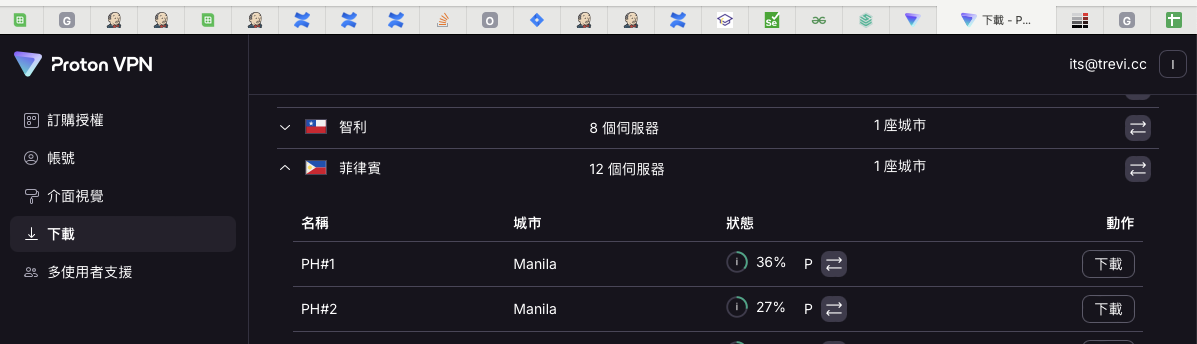 G
O
Se
下載 - P...
G
Proton VPN
its@trevi.cc
I
訂購授權
帳號
介面視覺
下載
多使用者支援
智利 8 個伺服器 1 座城市
菲律賓 12 個伺服器 1 座城市
名稱 城市 狀態 動作
PH#1 Manila 36% P 下載
PH#2 Manila 27% P 下載